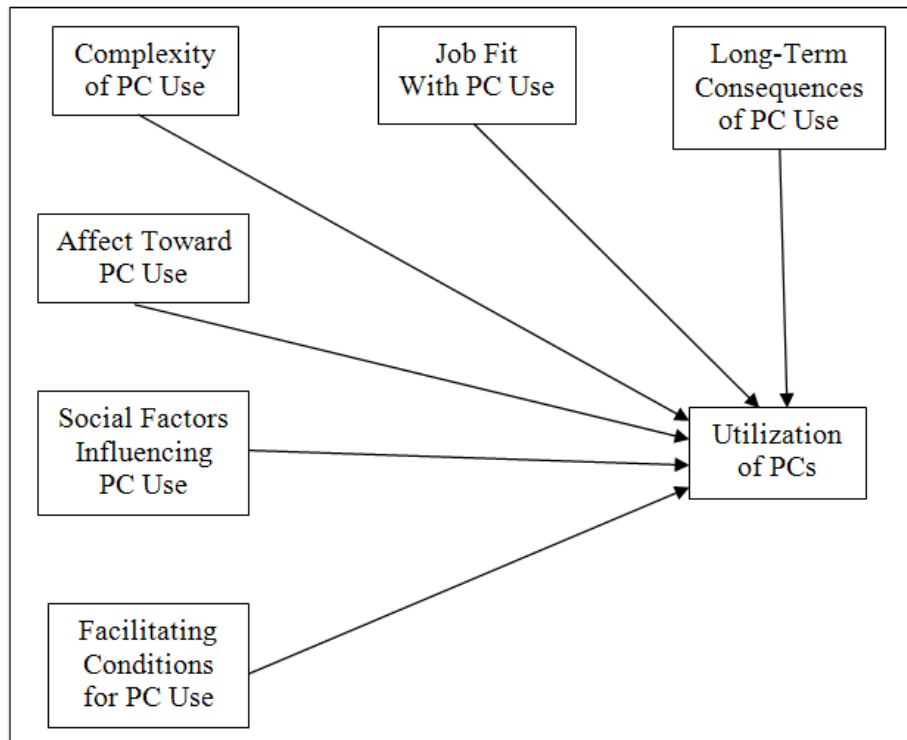 Complexity
of PC Use
Job Fit
With PC Use
Long-Term
Consequences
of PC Use
Affect Toward
PC Use
Social Factors
Influencing
PC Use
Utilization
of PCs
Facilitating
Conditions
for PC Use